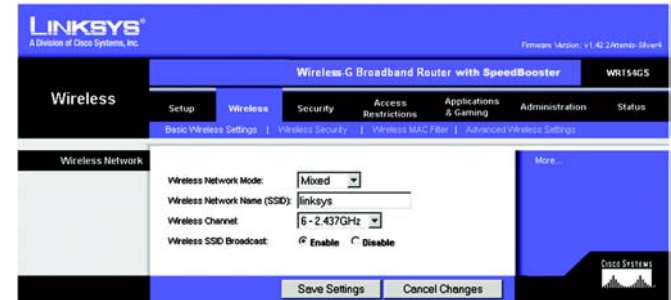 LINKSYS®
A Division of Cisco Systems, Inc.
Firmware Version: v1.42.2
Wireless-G Broadband Router with SpeedBooster WRT54GS
Wireless
Setup Wireless Security Access Restrictions Applications & Gaming Administration Status
Basic Wireless Settings | Wireless Security | Wireless MAC Filter | Advanced Wireless Settings
Wireless Network
More...
Wireless Network Mode: Mixed
Wireless Network Name (SSID): linksys
Wireless Channel: 6 - 2.437GHz
Wireless SSID Broadcast: Enable Disable
Save Settings Cancel Changes
CISCO SYSTEMS